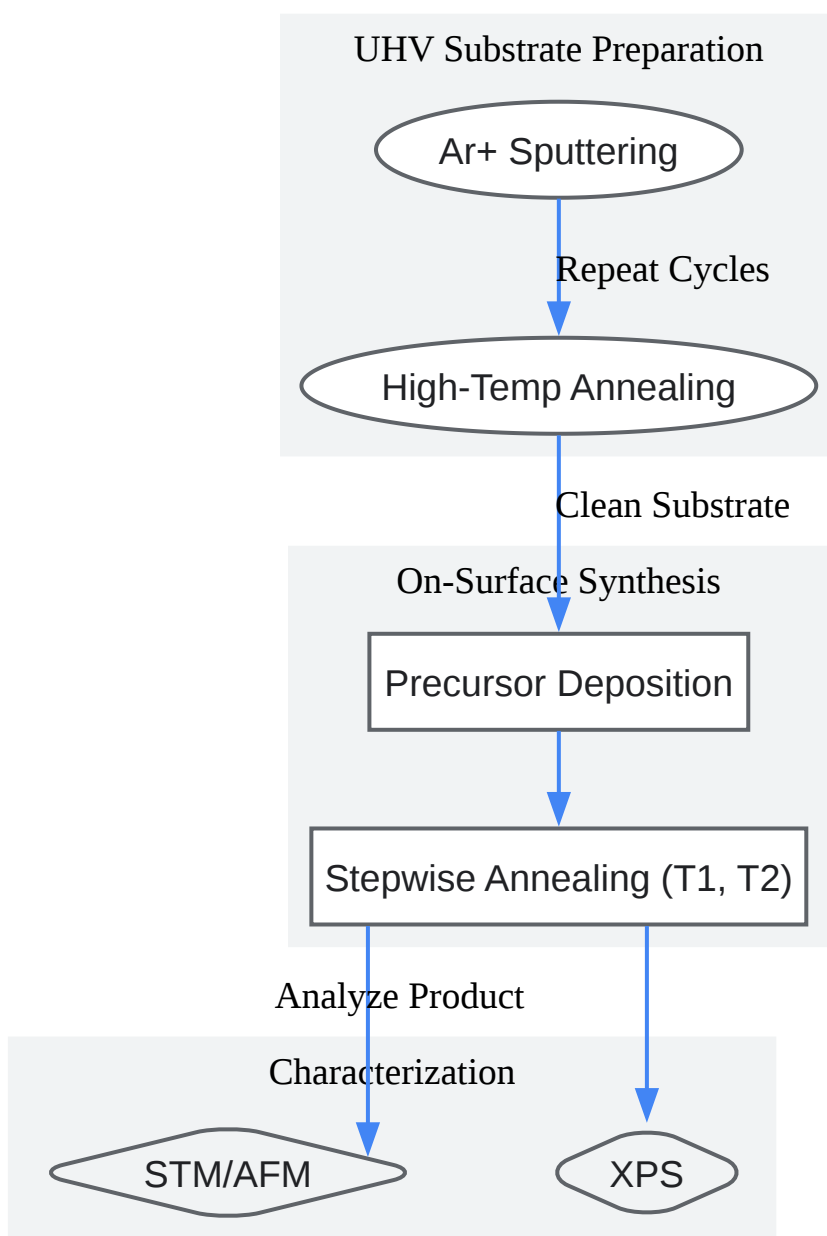 UHV Substrate Preparation
Ar+ Sputtering
Repeat Cycles
High-Temp Annealing
Clean Substrate
On-Surface Synthesis
Precursor Deposition
Stepwise Annealing (T1, T2)
Analyze Product
Characterization
STM/AFM
XPS